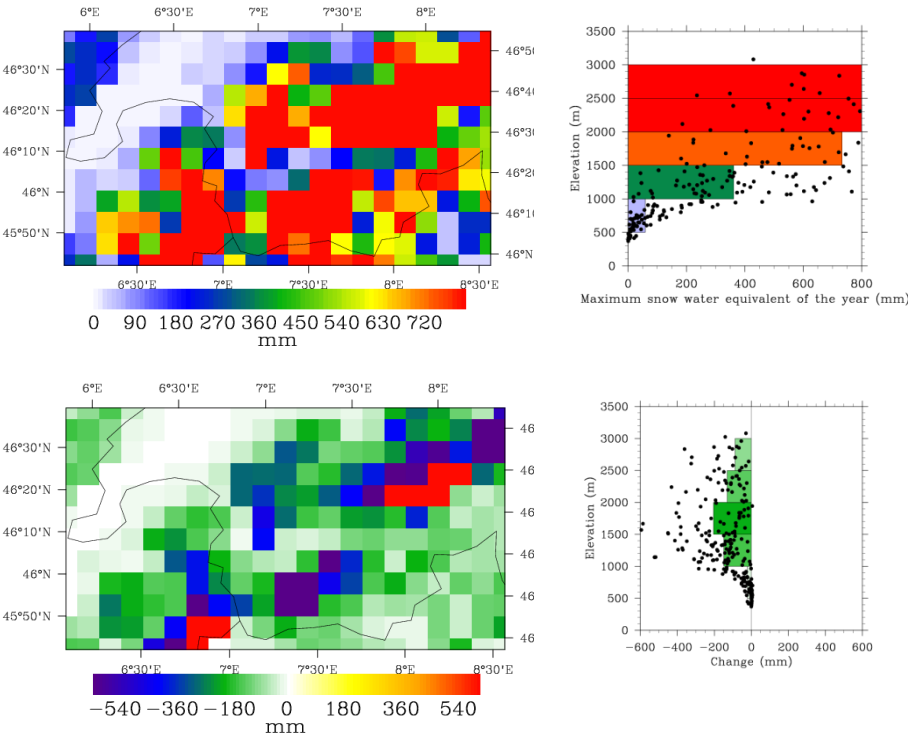 6°E 6°30'E 7°E 7°30'E 8°E
46°30'N
46°20'N
46°10'N
46°N
45°50'N
46°50
46°40
46°30
46°20
46°10
46°N
6°30'E 7°E 7°30'E 8°E 8°30'E
0 90 180 270 360 450 540 630 720
mm
3500
3000
2500
2000
1500
1000
500
0
Elevation (m)
0 200 400 600 800
Maximum snow water equivalent of the year (mm)
6°E 6°30'E 7°E 7°30'E 8°E
46°30'N
46°20'N
46°10'N
46°N
45°50'N
46
46
46
46
46
46
6°30'E 7°E 7°30'E 8°E 8°30'E
−540 −360 −180 0 180 360 540
mm
3500
3000
2500
2000
1500
1000
500
0
Elevation (m)
−600 −400 −200 0 200 400 600
Change (mm)